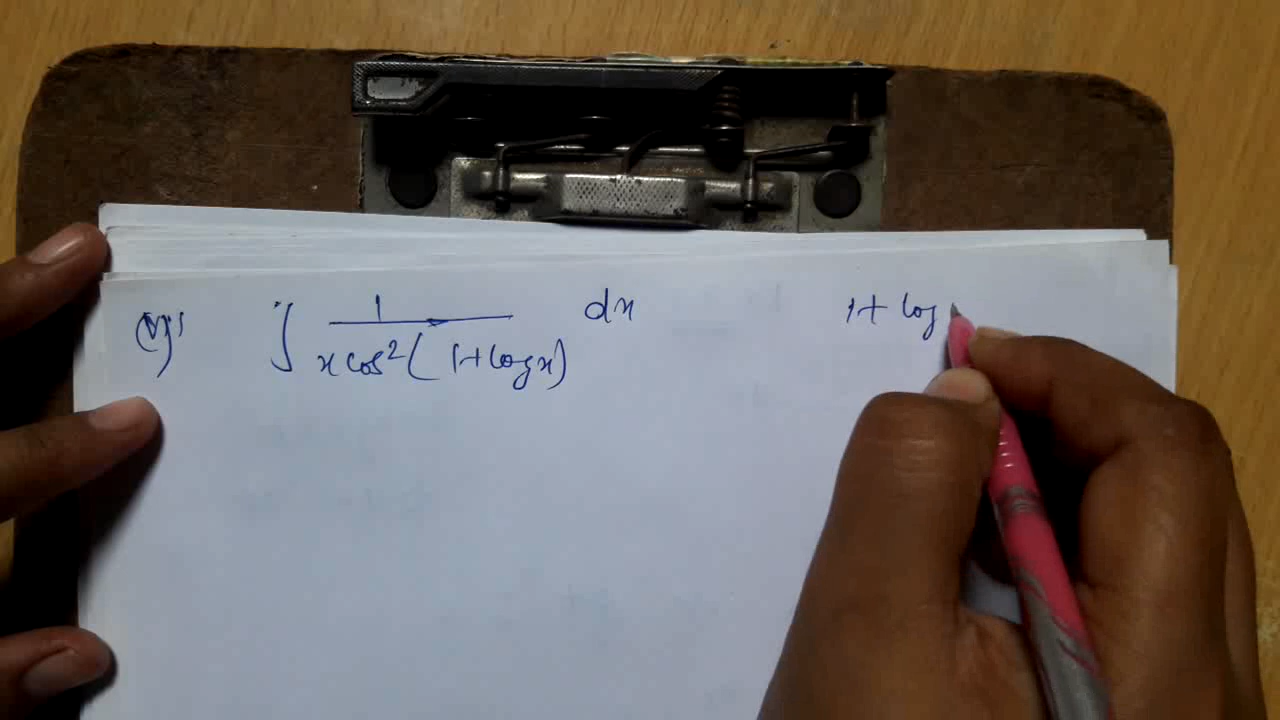 ∫ 1 / x cos² ( 1 + log x ) dx 1 + log